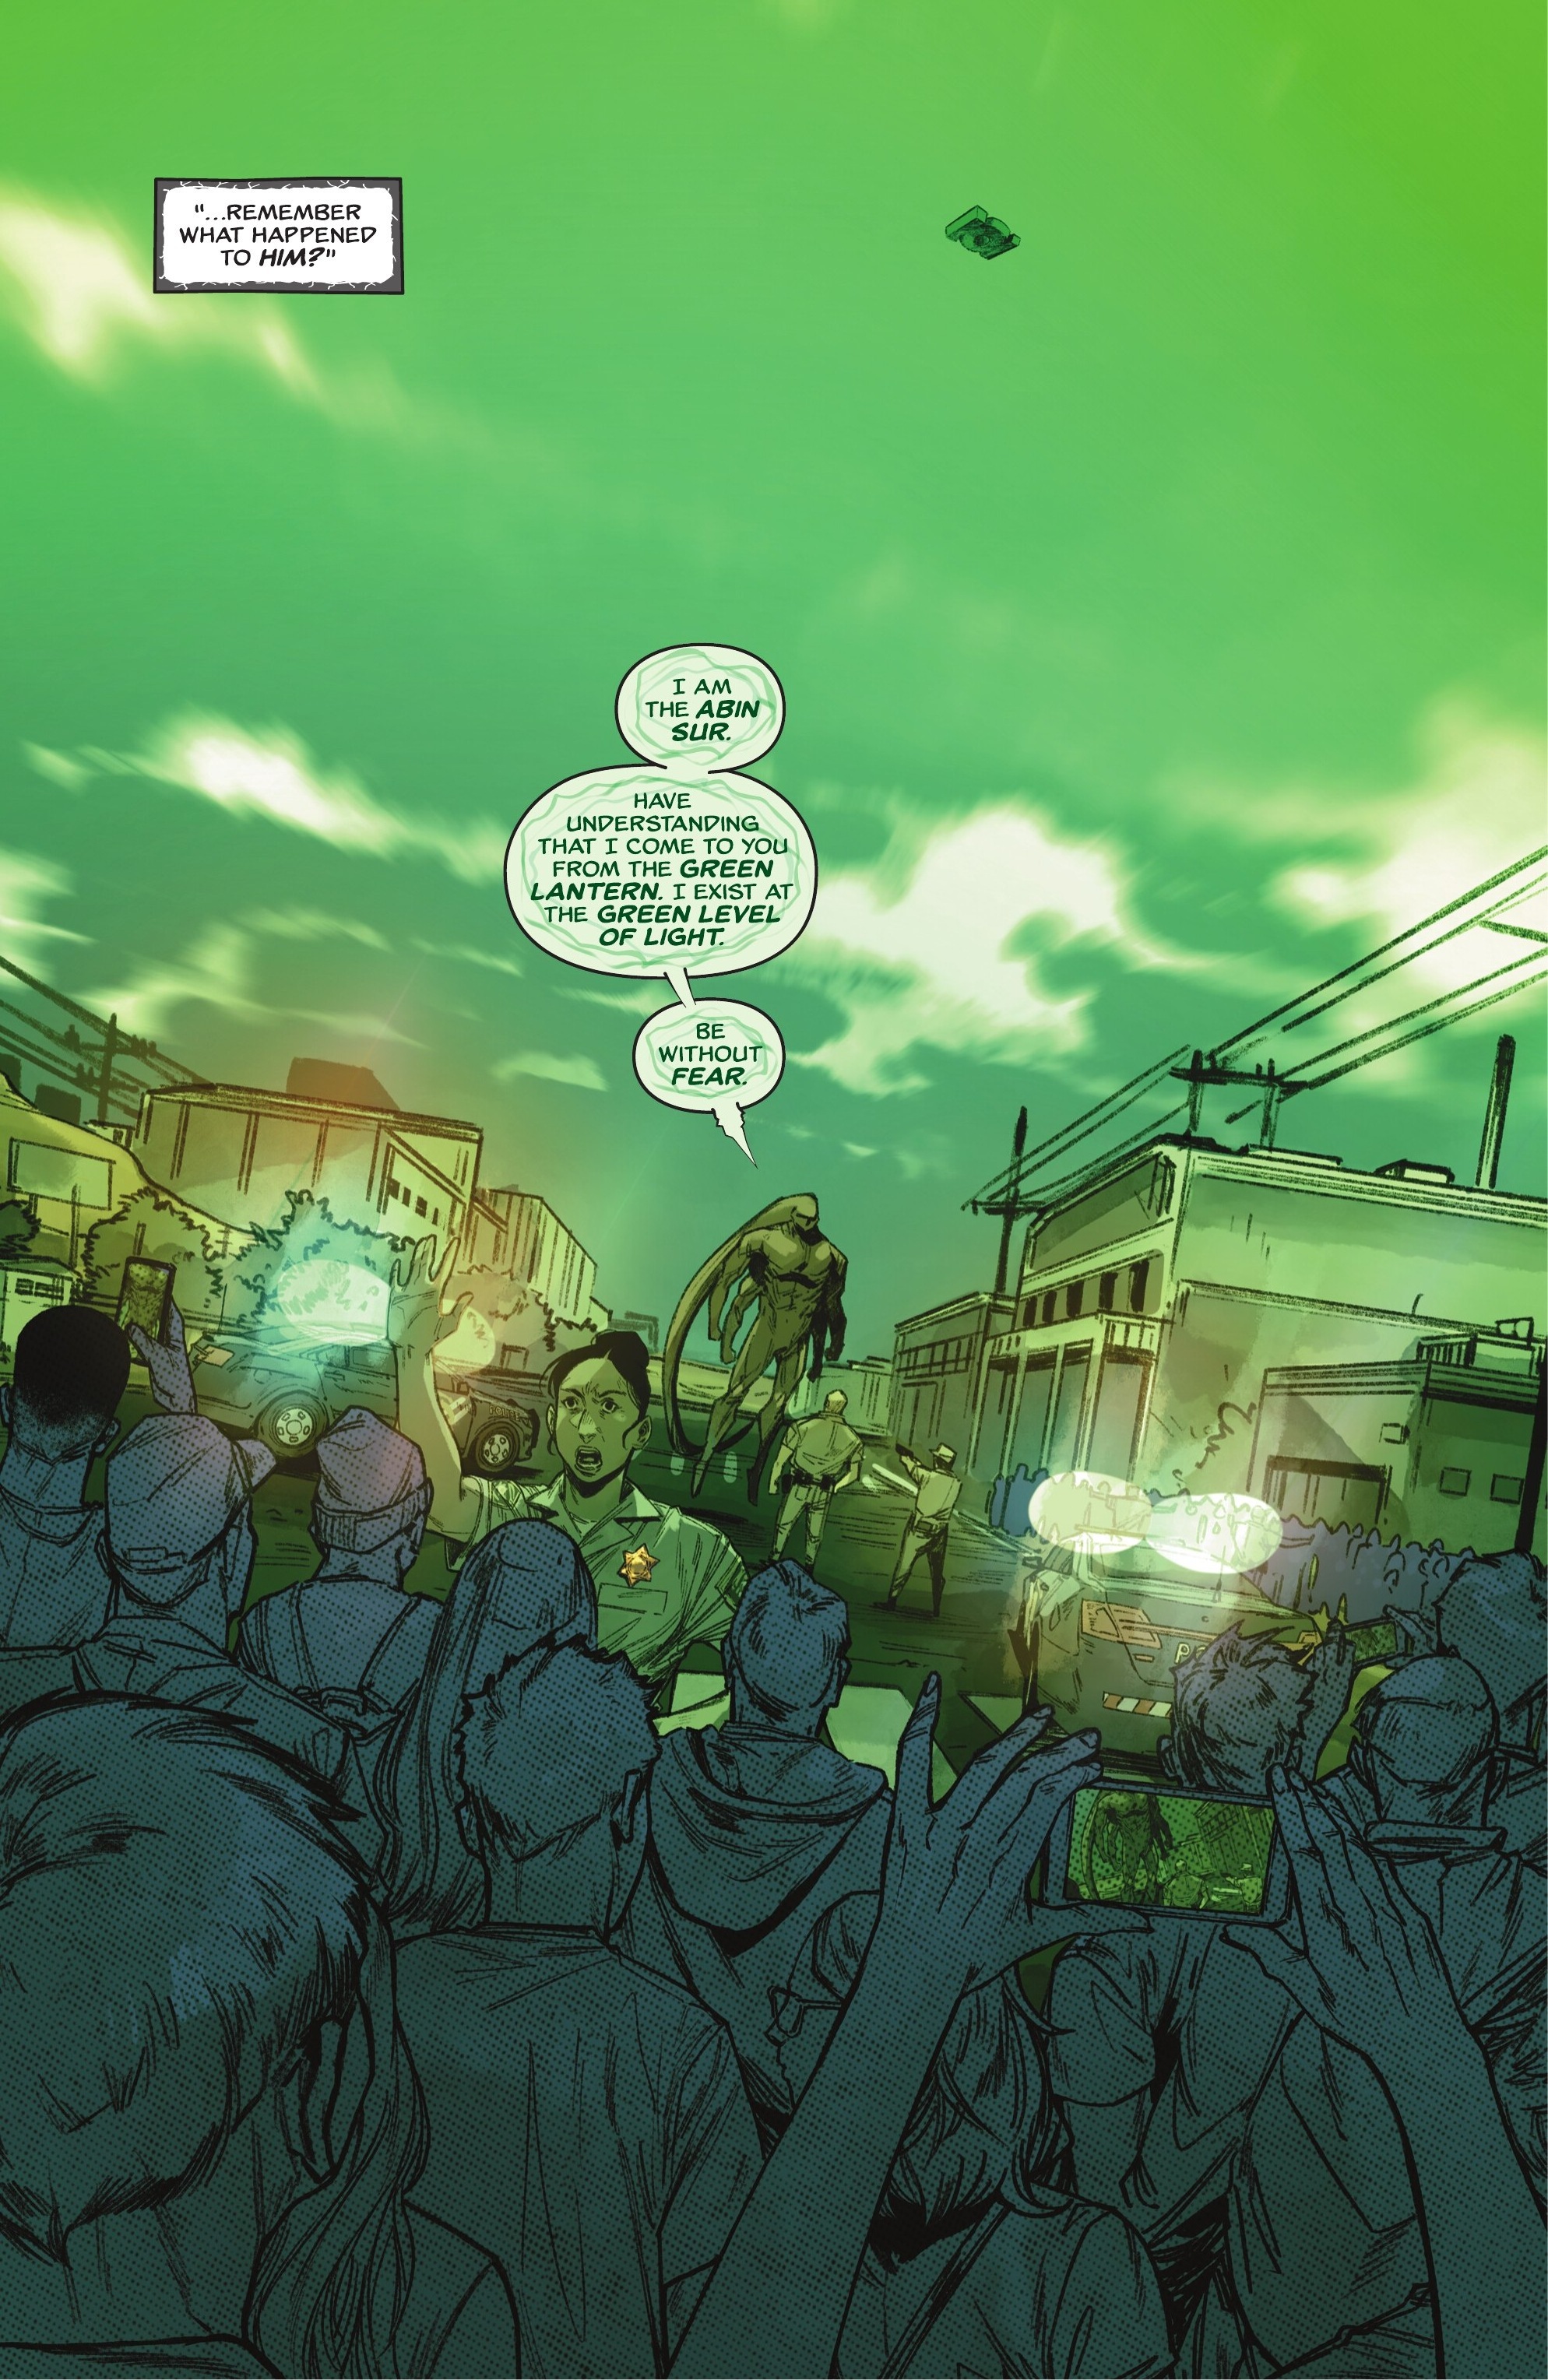 "...REMEMBER
WHAT HAPPENED
TO HIM?"
I AM
THE ABIN
SUR.
HAVE
UNDERSTANDING
THAT I COME TO YOU
FROM THE GREEN
LANTERN. I EXIST AT
THE GREEN LEVEL
OF LIGHT.
BE
WITHOUT
FEAR.
POLICE